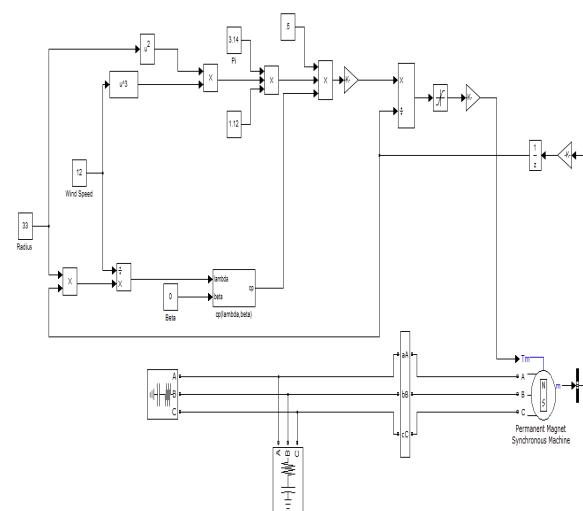 3.14
Pi
.5
u^2
X
X
X
-K-
X
÷
-K-
u^3
1.12
1
z
-K-
12
Wind Speed
33
Radius
X
÷
X
lambda
beta
cp
cp(lambda,beta)
0
Beta
Tm
A
B
C
aA
bB
cC
A
B
C
N
S
m
Permanent Magnet
Synchronous Machine
A
B
C